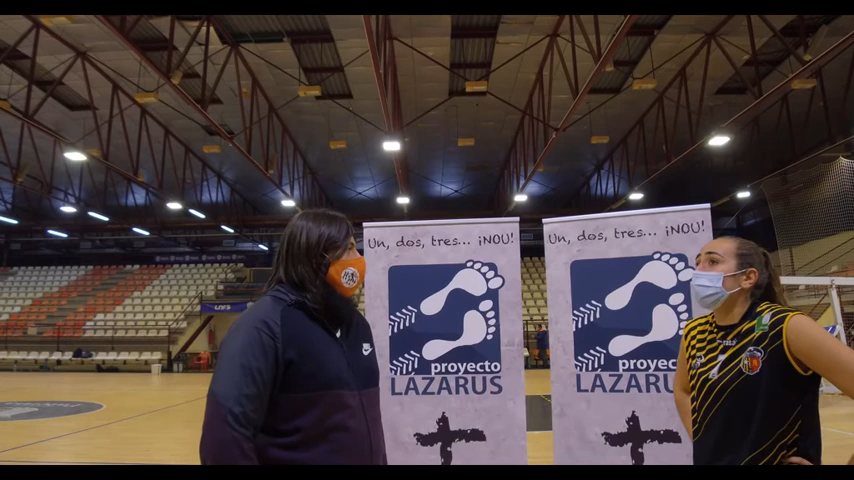 Un, dos, tres... ¡NOU!
proyecto
LAZARUS
Un, dos, tres... ¡NOU!
proyec
LAZARU